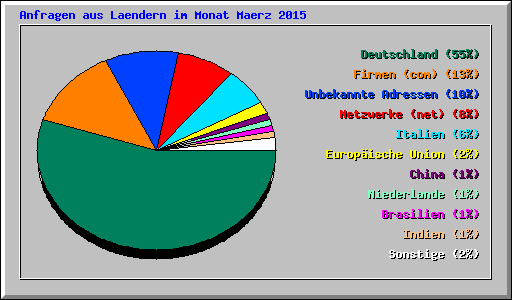 Anfragen aus Laendern im Monat Maerz 2015
Deutschland (55%)
Firmen (com) (13%)
Unbekannte Adressen (10%)
Netzwerke (net) (8%)
Italien (6%)
Europäische Union (2%)
China (1%)
Niederlande (1%)
Brasilien (1%)
Indien (1%)
Sonstige (2%)